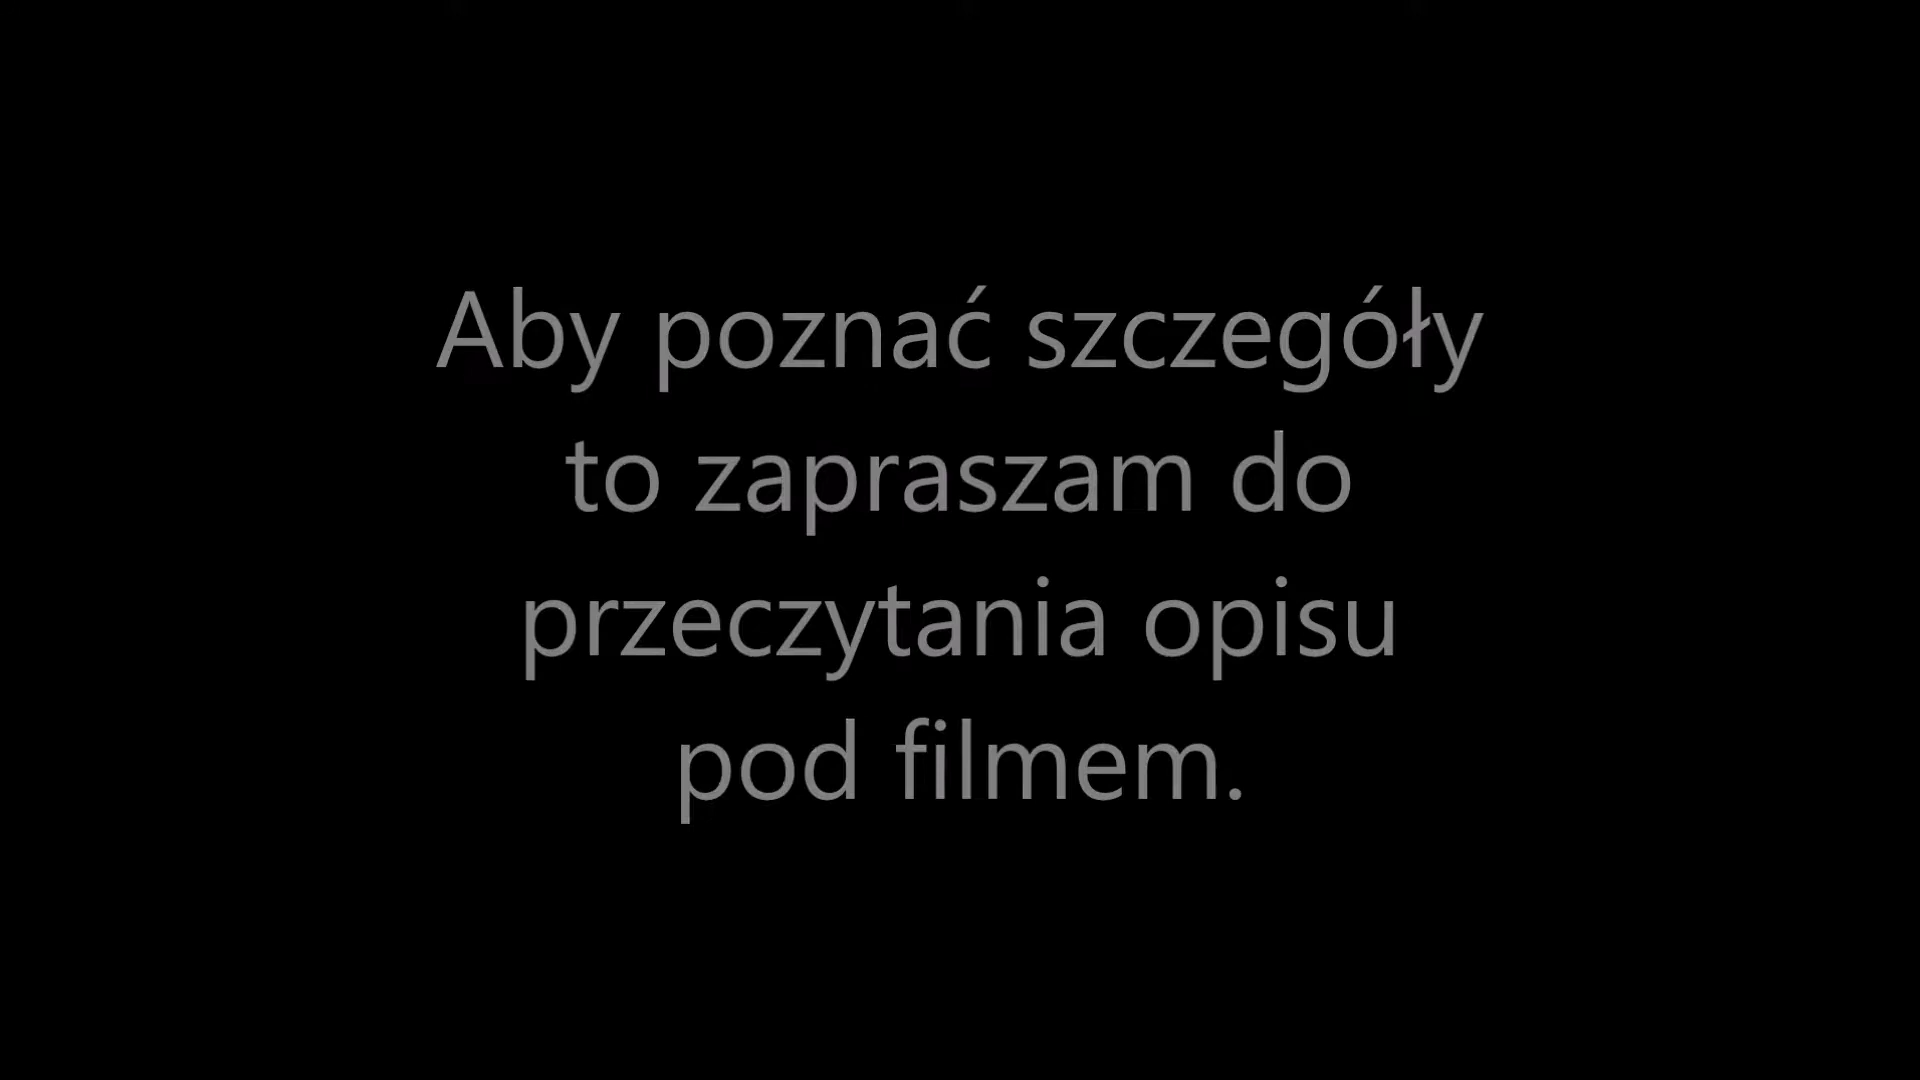 Aby poznać szczegóły
to zapraszam do
przeczytania opisu
pod filmem.